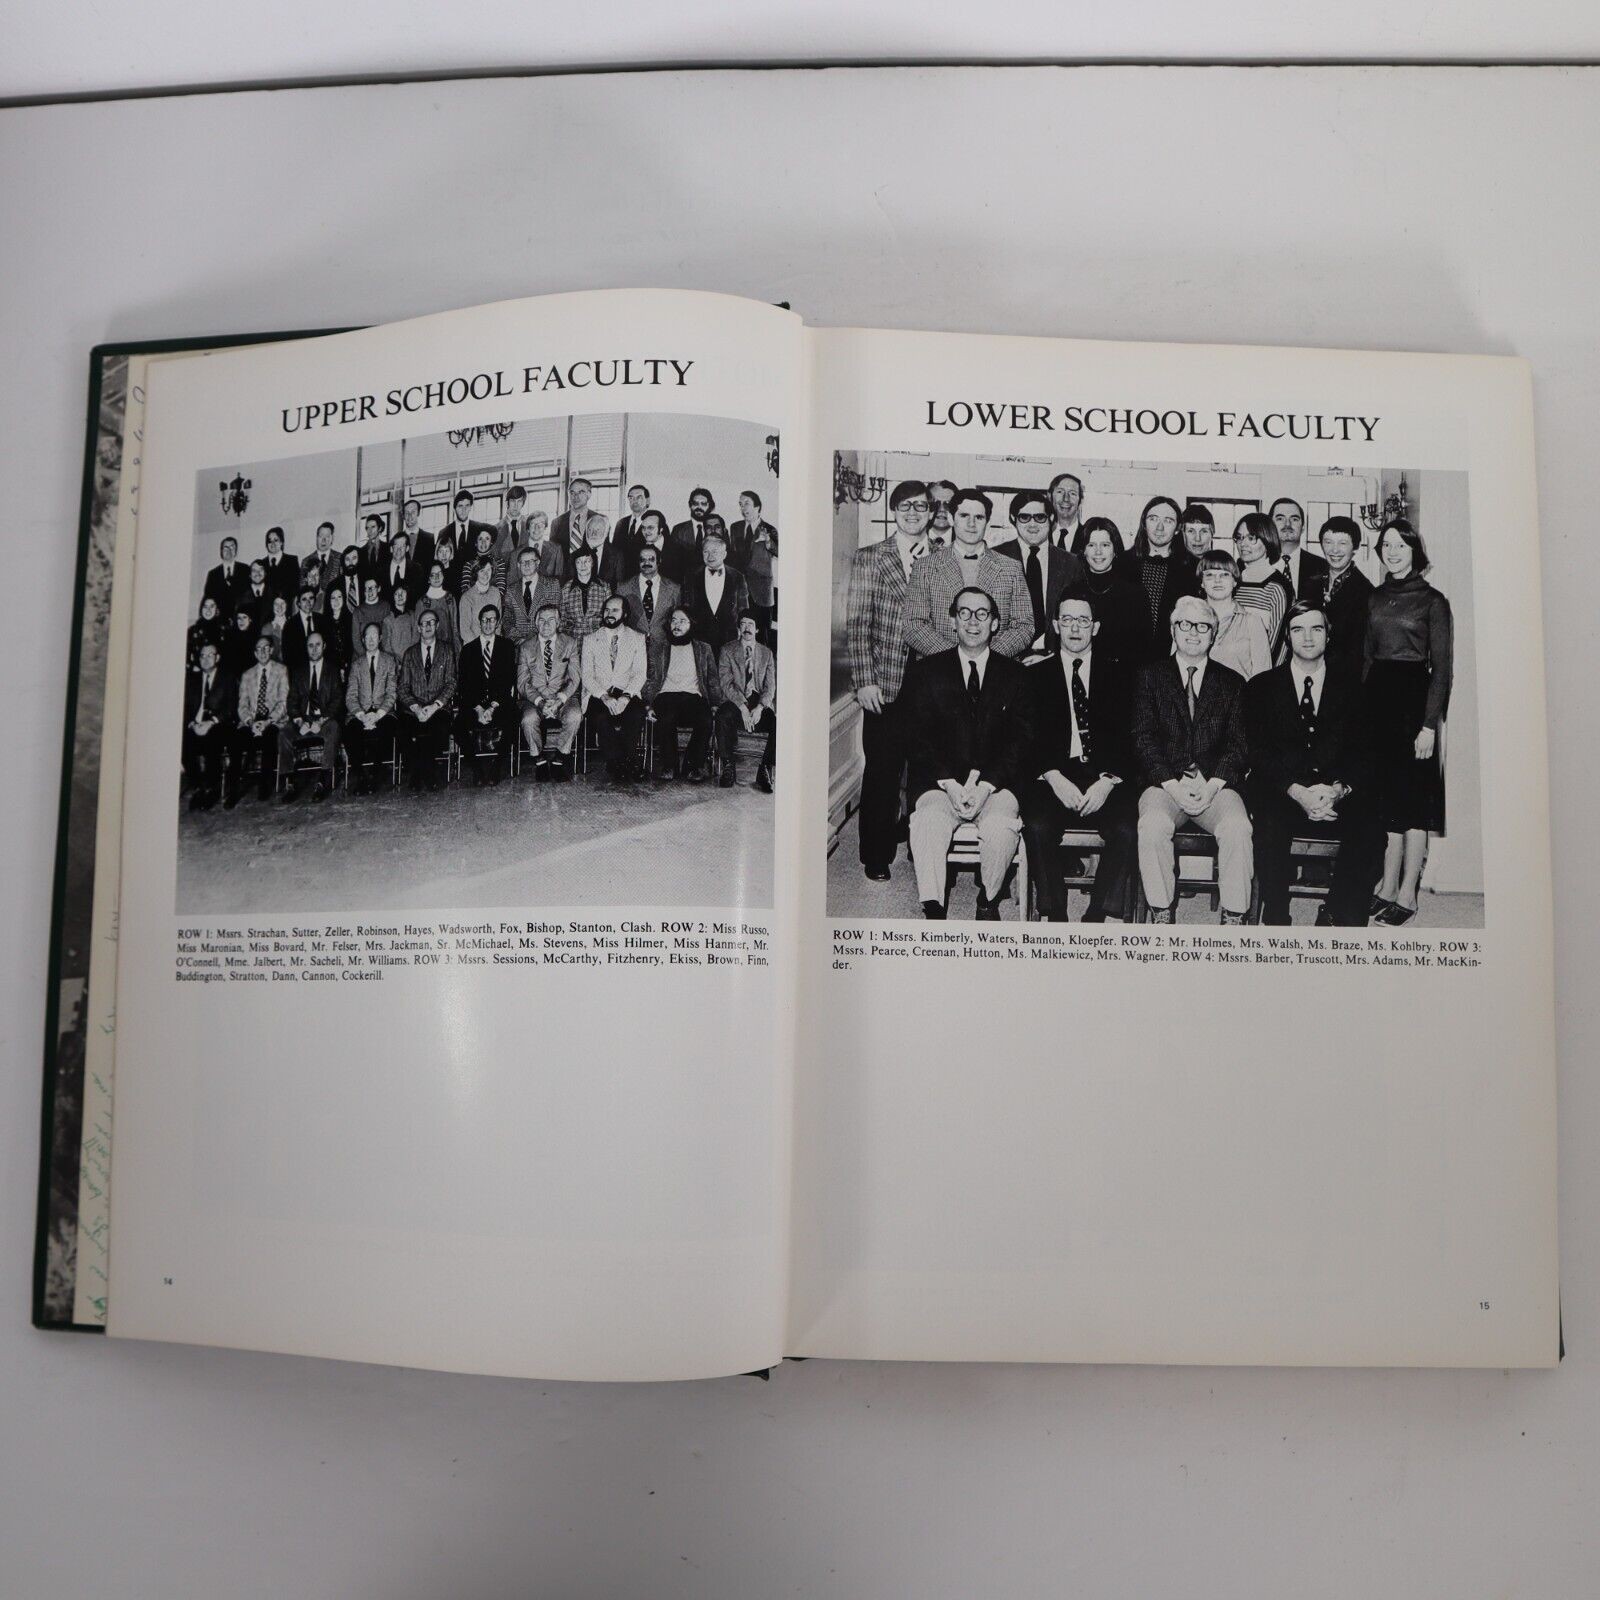 UPPER SCHOOL FACULTY
ROW 1: Mssrs. Strachan, Sutter, Zeller, Robinson, Hayes, Wadsworth, Fox, Bishop, Stanton, Clash. ROW 2: Miss Russo,
Miss Maronian, Miss Bovard, Mr. Felser, Mrs. Jackman, Sr. McMichael, Ms. Stevens, Miss Hilmer, Miss Hanmer, Mr.
O'Connell, Mme. Jalbert, Mr. Sacheli, Mr. Williams. ROW 3: Mssrs. Sessions, McCarthy, Fitzhenry, Ekiss, Brown, Finn,
Buddington, Stratton, Dann, Cannon, Cockerill.
14
LOWER SCHOOL FACULTY
ROW 1: Mssrs. Kimberly, Waters, Bannon, Kloepfer. ROW 2: Mr. Holmes, Mrs. Walsh, Ms. Braze, Ms. Kohlbry. ROW 3:
Mssrs. Pearce, Creenan, Hutton, Ms. Malkiewicz, Mrs. Wagner. ROW 4: Mssrs. Barber, Truscott, Mrs. Adams, Mr. MacKin-
der.
15